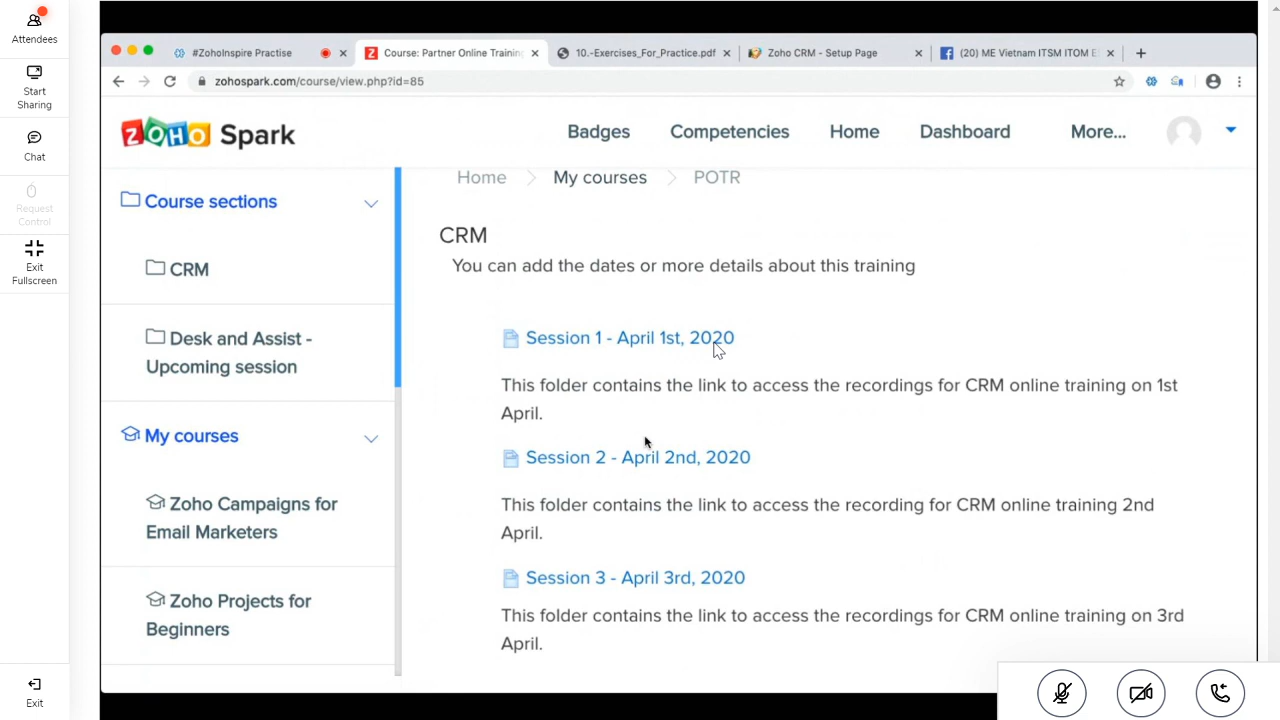 Attendees
Start
Sharing
Chat
Request
Control
Exit
Fullscreen
Exit
#ZohoInspire Practise
Course: Partner Online Training
10.-Exercises_For_Practice.pdf
Zoho CRM - Setup Page
(20) ME Vietnam ITSM ITOM E
zohospark.com/course/view.php?id=85
ZOHO Spark
Badges
Competencies
Home
Dashboard
More...
Course sections
CRM
Desk and Assist -
Upcoming session
My courses
Zoho Campaigns for
Email Marketers
Zoho Projects for
Beginners
Home My courses POTR
CRM
You can add the dates or more details about this training
Session 1 - April 1st, 2020
This folder contains the link to access the recordings for CRM online training on 1st
April.
Session 2 - April 2nd, 2020
This folder contains the link to access the recording for CRM online training 2nd
April.
Session 3 - April 3rd, 2020
This folder contains the link to access the recordings for CRM online training on 3rd
April.